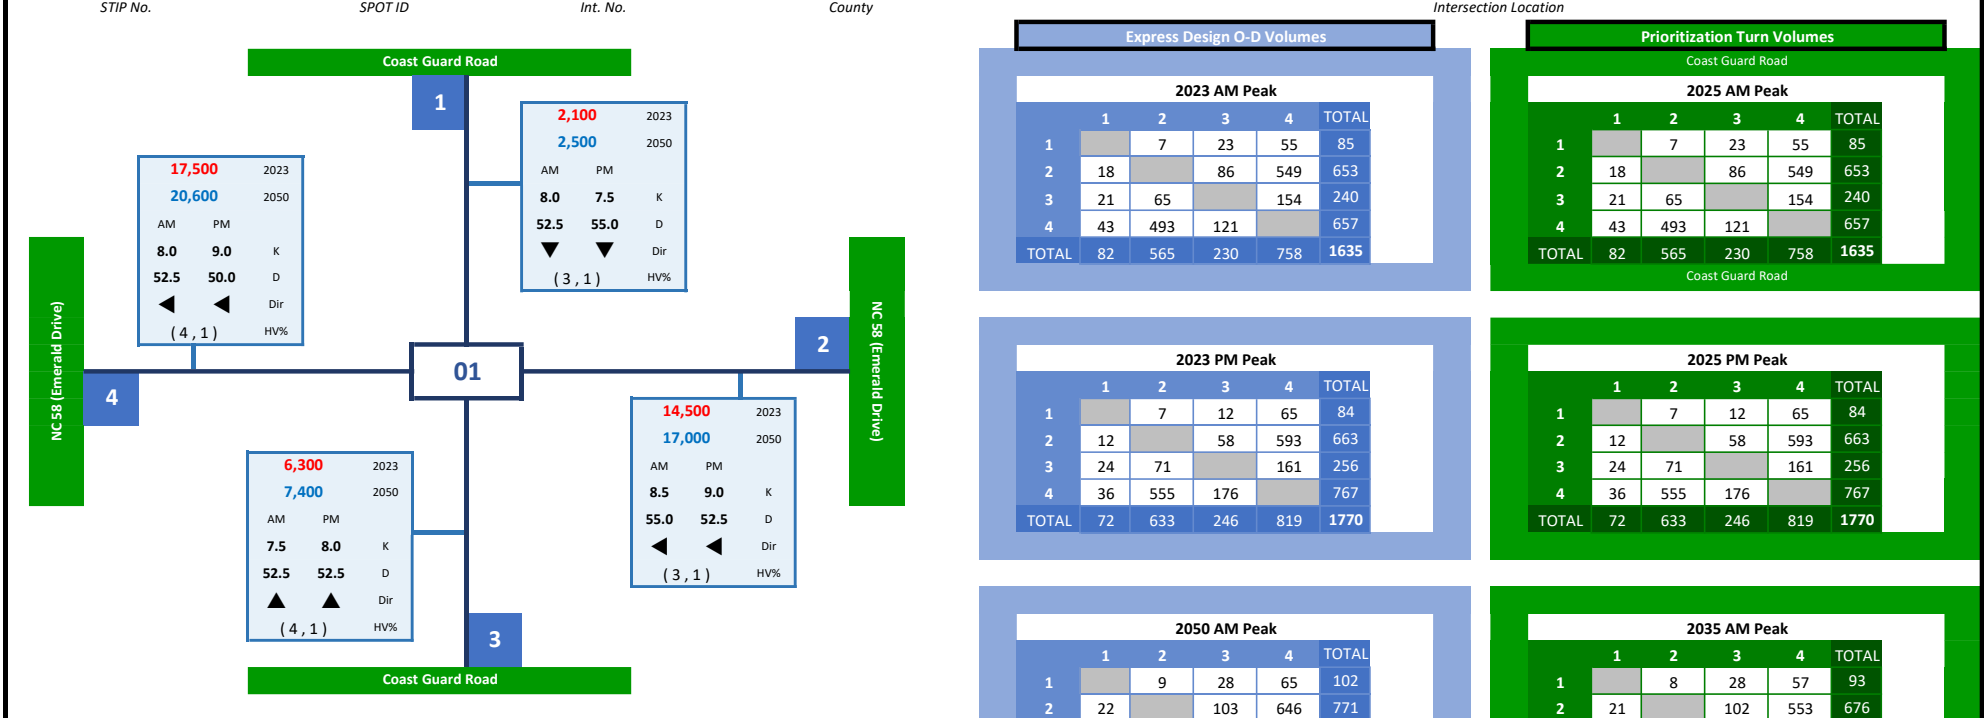 STIP No. SPOT ID Int. No. County Intersection Location
Express Design O-D Volumes
Prioritization Turn Volumes
Coast Guard Road
1
2,100 2023
2,500 2050
AM PM
8.0 7.5 K
52.5 55.0 D
▼ ▼ Dir
( 3 , 1 ) HV%
17,500 2023
20,600 2050
AM PM
8.0 9.0 K
52.5 50.0 D
◀ ◀ Dir
( 4 , 1 ) HV%
NC 58 (Emerald Drive)
4
01
2
NC 58 (Emerald Drive)
14,500 2023
17,000 2050
AM PM
8.5 9.0 K
55.0 52.5 D
◀ ◀ Dir
( 3 , 1 ) HV%
6,300 2023
7,400 2050
AM PM
7.5 8.0 K
52.5 52.5 D
▲ ▲ Dir
( 4 , 1 ) HV%
3
Coast Guard Road
2023 AM Peak
1 2 3 4 TOTAL
1 7 23 55 85
2 18 86 549 653
3 21 65 154 240
4 43 493 121 657
TOTAL 82 565 230 758 1635
2023 PM Peak
1 2 3 4 TOTAL
1 7 12 65 84
2 12 58 593 663
3 24 71 161 256
4 36 555 176 767
TOTAL 72 633 246 819 1770
2050 AM Peak
1 2 3 4 TOTAL
1 9 28 65 102
2 22 103 646 771
Coast Guard Road
2025 AM Peak
1 2 3 4 TOTAL
1 7 23 55 85
2 18 86 549 653
3 21 65 154 240
4 43 493 121 657
TOTAL 82 565 230 758 1635
Coast Guard Road
2025 PM Peak
1 2 3 4 TOTAL
1 7 12 65 84
2 12 58 593 663
3 24 71 161 256
4 36 555 176 767
TOTAL 72 633 246 819 1770
2035 AM Peak
1 2 3 4 TOTAL
1 8 28 57 93
2 21 102 553 676